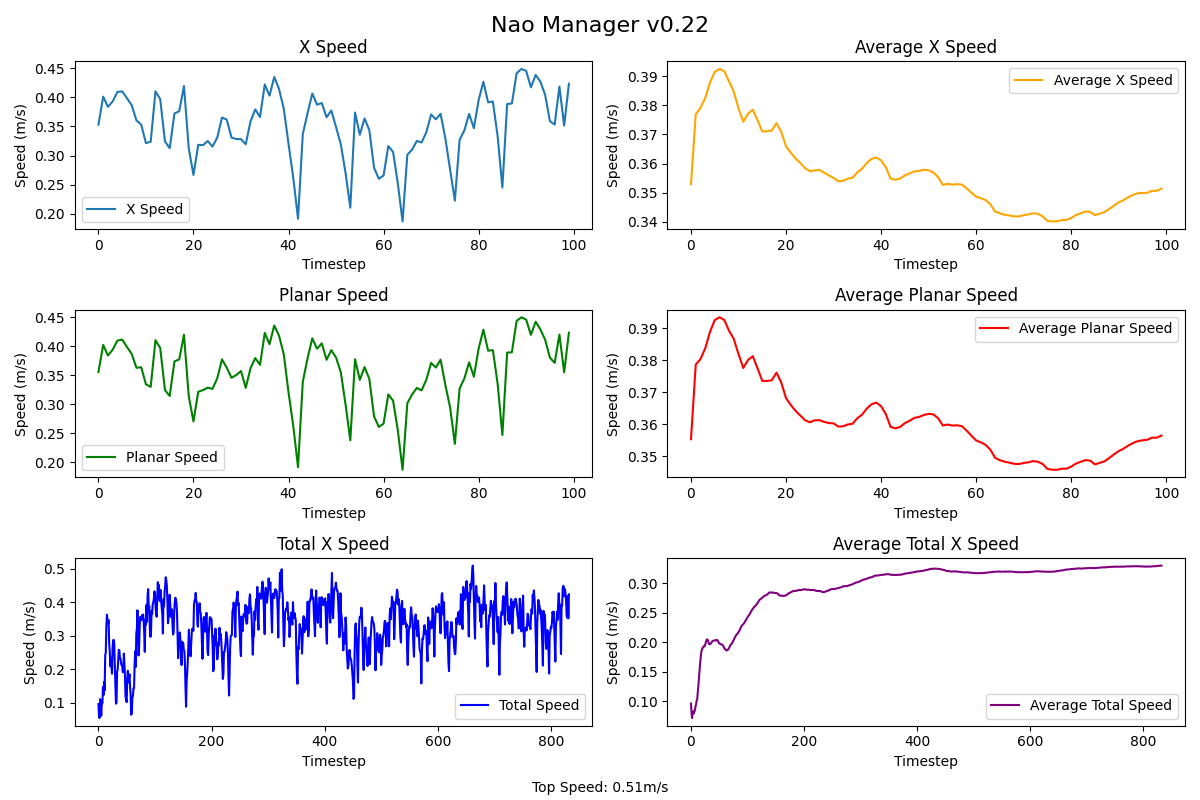 Nao Manager v0.22
X Speed
Speed (m/s)
0.45
0.40
0.35
0.30
0.25
0.20
X Speed
0 20 40 60 80 100
Timestep
Average X Speed
Speed (m/s)
0.39
0.38
0.37
0.36
0.35
0.34
Average X Speed
0 20 40 60 80 100
Timestep
Planar Speed
Speed (m/s)
0.45
0.40
0.35
0.30
0.25
0.20
Planar Speed
0 20 40 60 80 100
Timestep
Average Planar Speed
Speed (m/s)
0.39
0.38
0.37
0.36
0.35
Average Planar Speed
0 20 40 60 80 100
Timestep
Total X Speed
Speed (m/s)
0.5
0.4
0.3
0.2
0.1
Total Speed
0 200 400 600 800
Timestep
Average Total X Speed
Speed (m/s)
0.30
0.25
0.20
0.15
0.10
Average Total Speed
0 200 400 600 800
Timestep
Top Speed: 0.51m/s